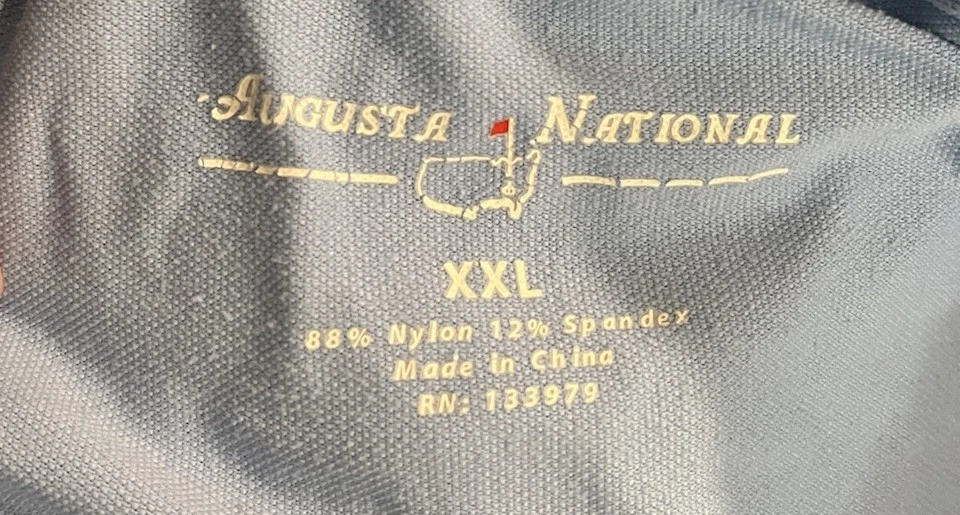 AUGUSTA NATIONAL
XXL
88% Nylon 12% Spandex
Made in China
RN: 133979